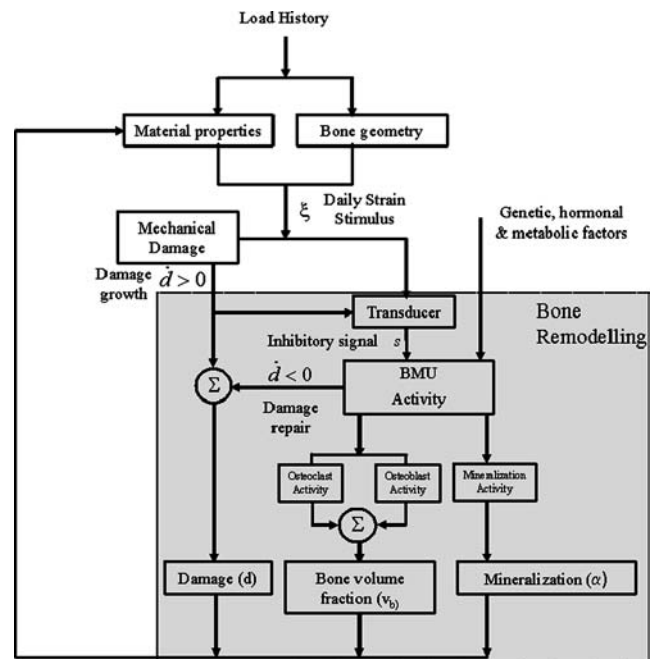 Load History
Material properties
Bone geometry
ξ
Daily Strain
Stimulus
Genetic, hormonal
& metabolic factors
Mechanical
Damage
Damage
growth
ḋ > 0
Transducer
Bone
Remodelling
Inhibitory signal s
ḋ < 0
BMU
Activity
Σ
Damage
repair
Osteoclast
Activity
Osteoblast
Activity
Mineralization
Activity
Σ
Damage (d)
Bone volume
fraction (v_b)
Mineralization (α)